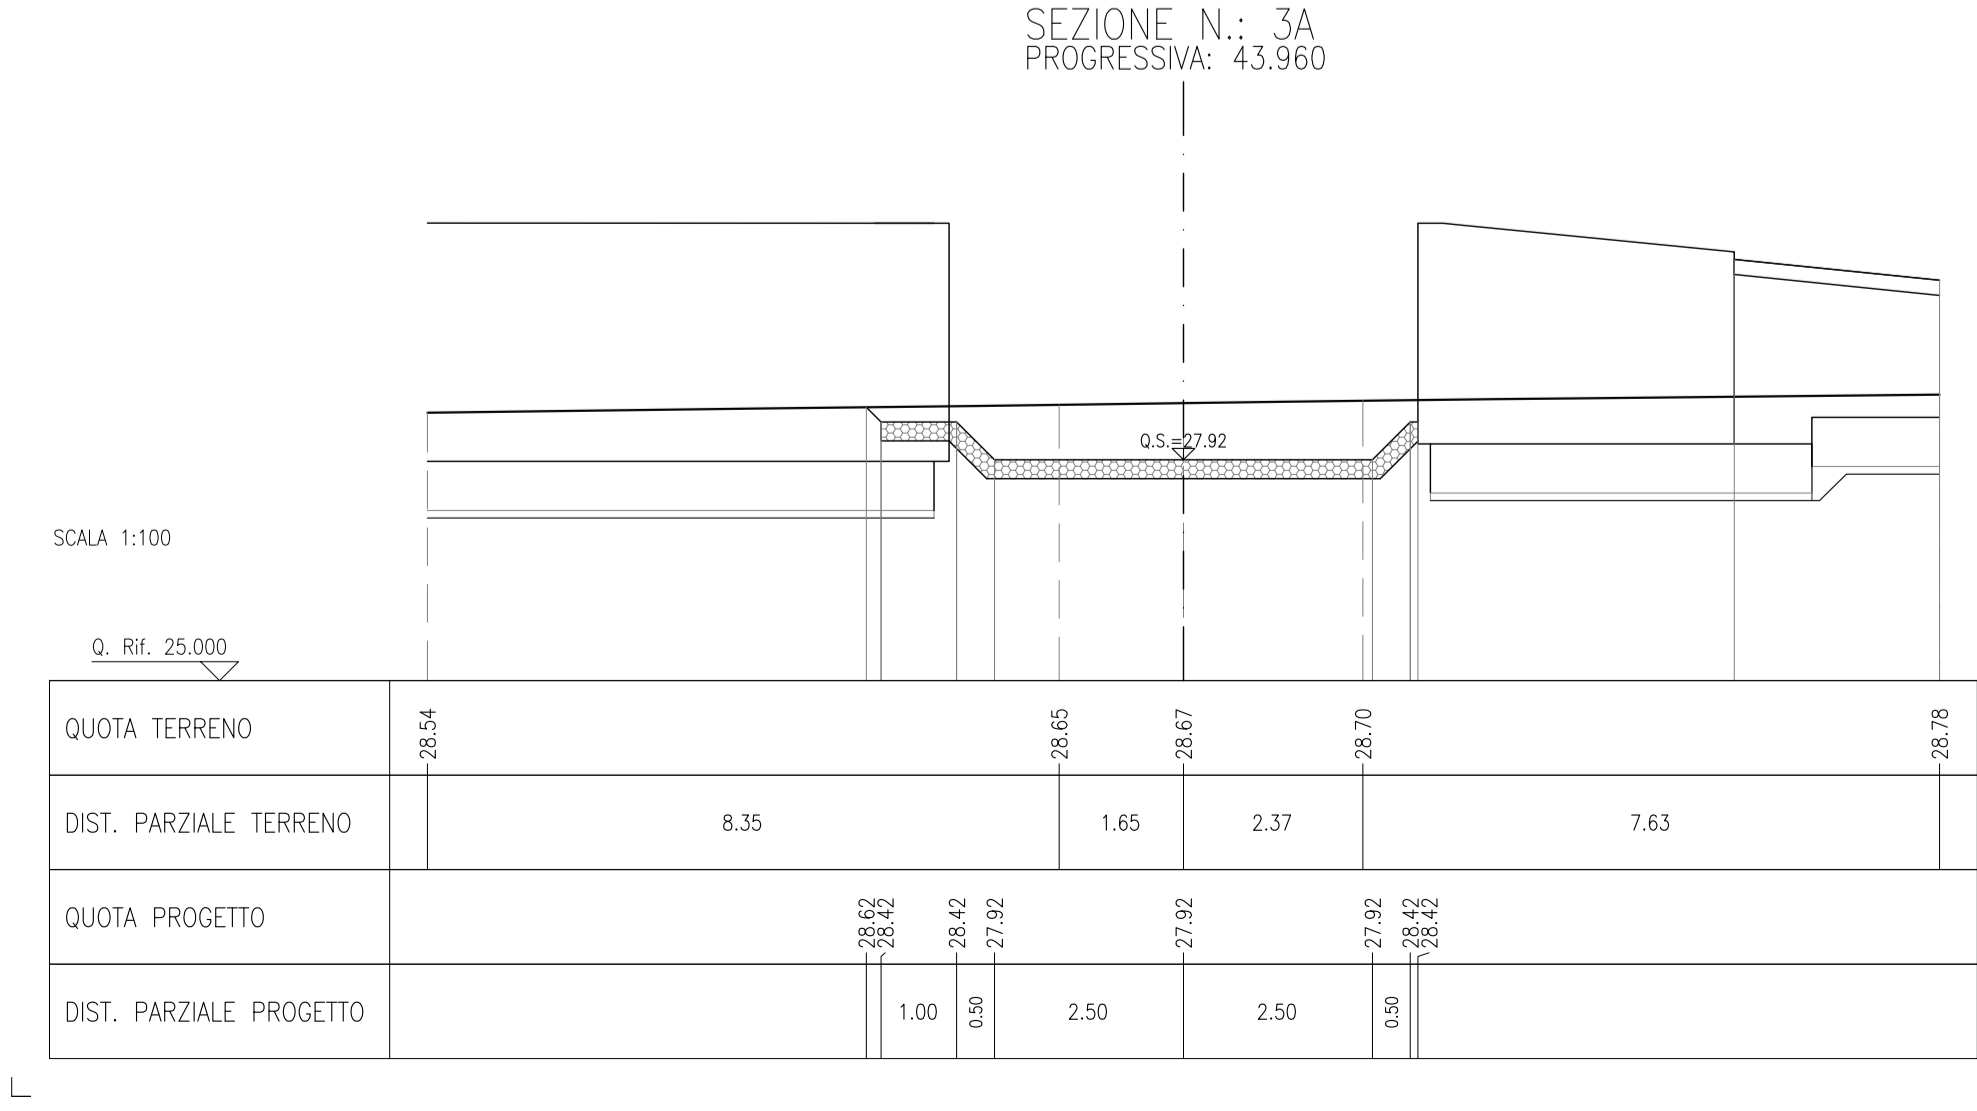 SEZIONE N.: 3A
PROGRESSIVA: 43.960
Q.S.=27.92
SCALA 1:100
Q. Rif. 25.000
QUOTA TERRENO 28.54 28.65 28.67 28.70 28.78
DIST. PARZIALE TERRENO 8.35 1.65 2.37 7.63
QUOTA PROGETTO 28.62 28.42 28.42 27.92 27.92 27.92 28.42 28.42
DIST. PARZIALE PROGETTO 1.00 0.50 2.50 2.50 0.50